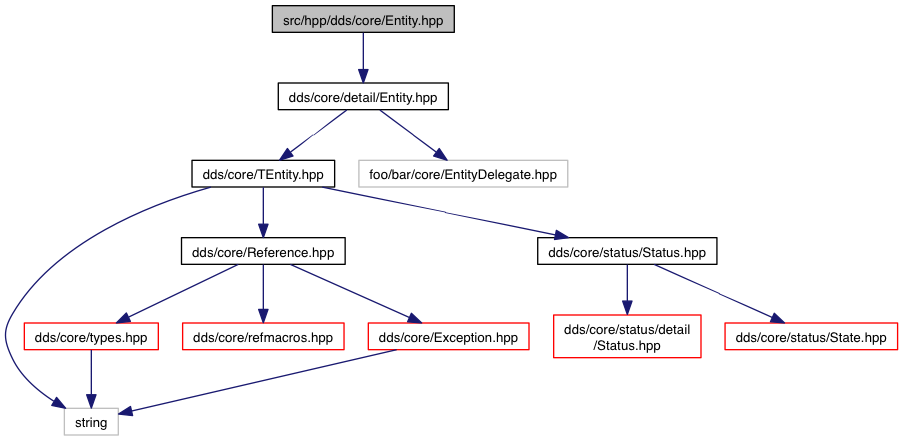 src/hpp/dds/core/Entity.hpp
dds/core/detail/Entity.hpp
dds/core/TEntity.hpp
foo/bar/core/EntityDelegate.hpp
dds/core/Reference.hpp
dds/core/status/Status.hpp
dds/core/types.hpp
dds/core/refmacros.hpp
dds/core/Exception.hpp
dds/core/status/detail
/Status.hpp
dds/core/status/State.hpp
string